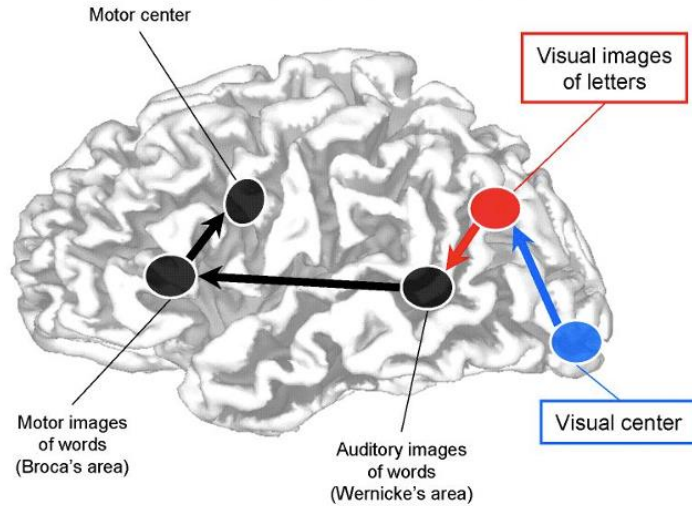 Motor center
Visual images
of letters
Motor images
of words
(Broca's area)
Auditory images
of words
(Wernicke's area)
Visual center